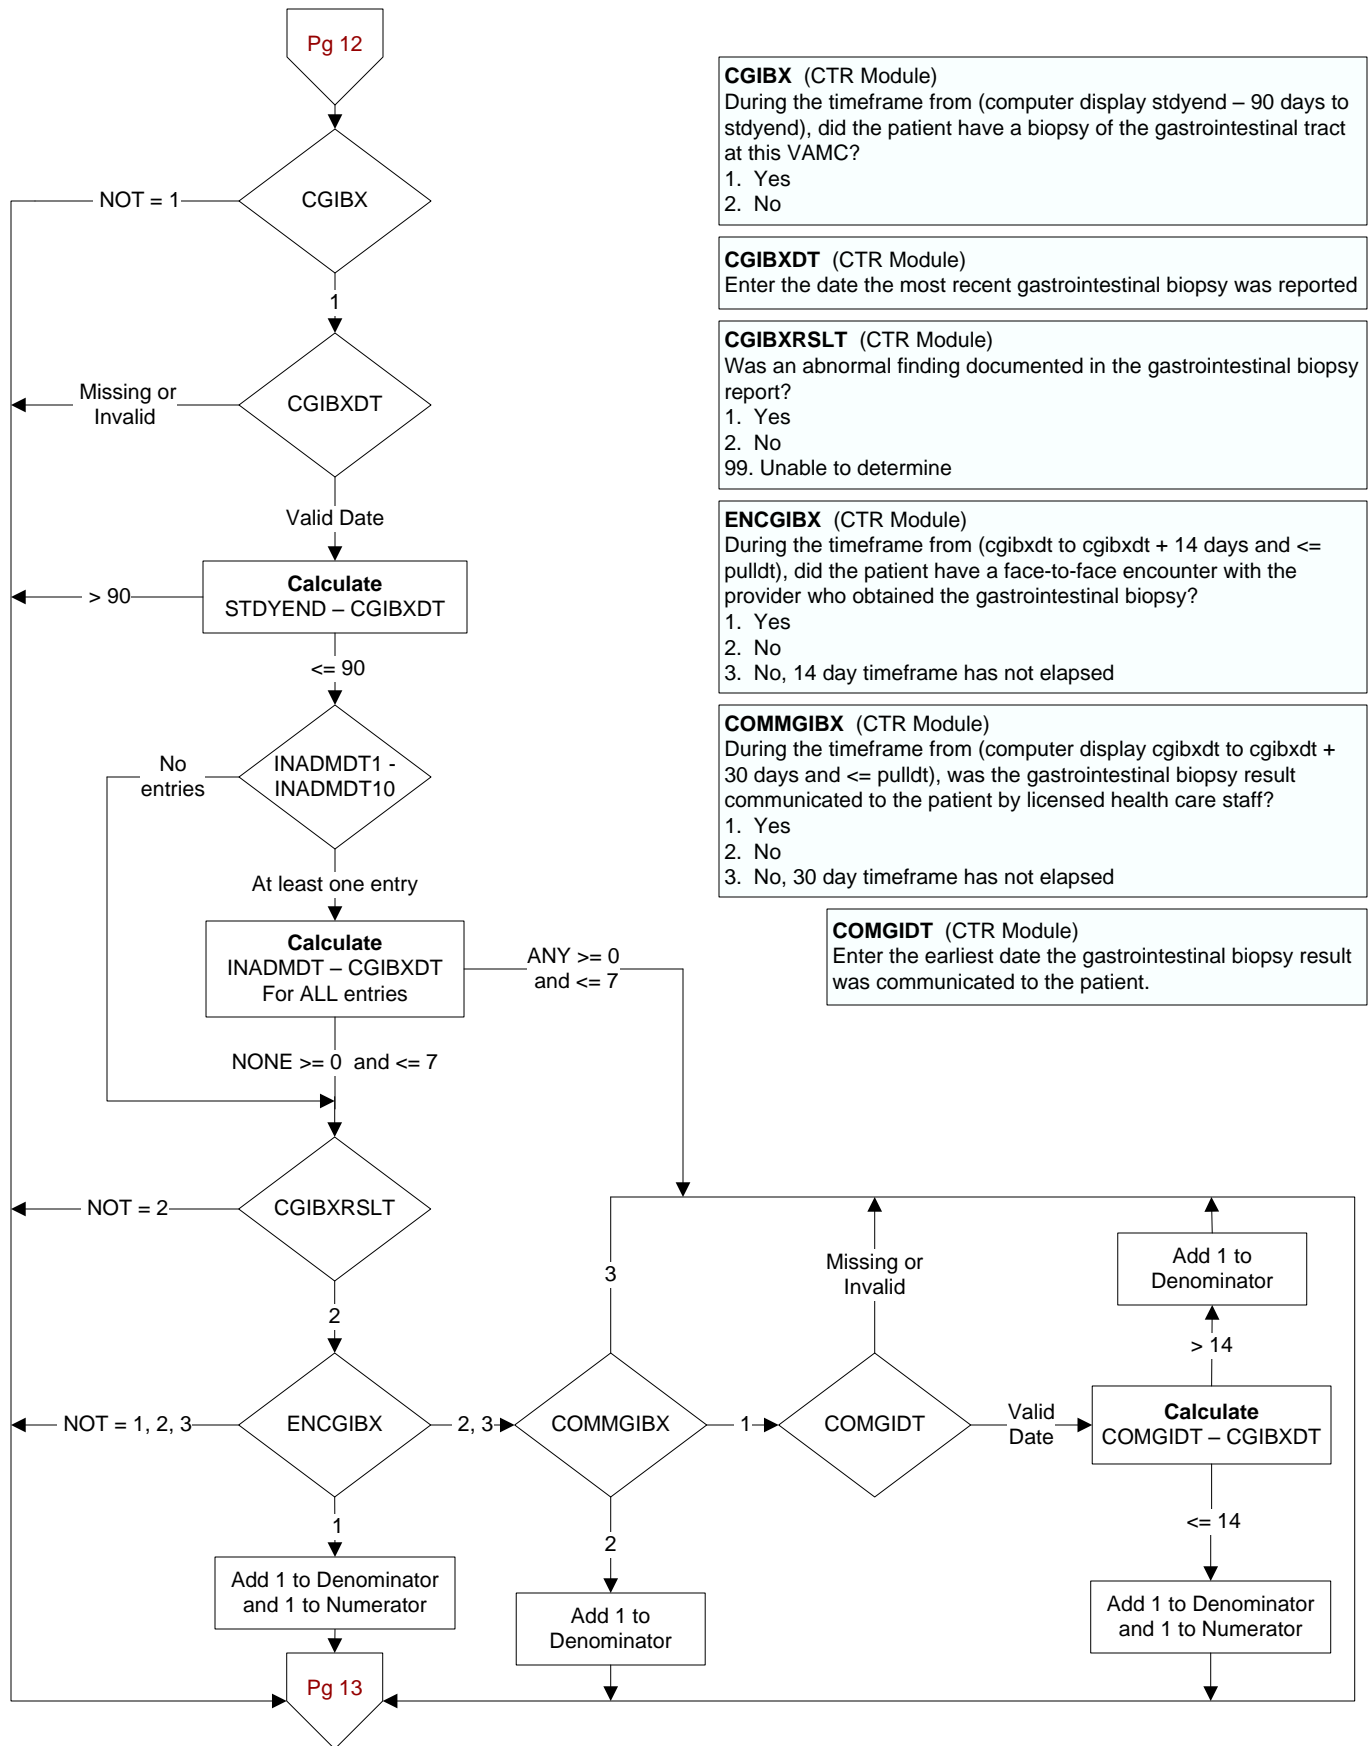 Pg 12
CGIBX (CTR Module)
During the timeframe from (computer display stdyend – 90 days to
stdyend), did the patient have a biopsy of the gastrointestinal tract
at this VAMC?
1. Yes
2. No
NOT = 1
CGIBX
1
CGIBXDT (CTR Module)
Enter the date the most recent gastrointestinal biopsy was reported
Missing or
Invalid
CGIBXDT
CGIBXRSLT (CTR Module)
Was an abnormal finding documented in the gastrointestinal biopsy
report?
1. Yes
2. No
99. Unable to determine
Valid Date
> 90
Calculate
STDYEND – CGIBXDT
<= 90
ENCGIBX (CTR Module)
During the timeframe from (cgibxdt to cgibxdt + 14 days and <=
pulldt), did the patient have a face-to-face encounter with the
provider who obtained the gastrointestinal biopsy?
1. Yes
2. No
3. No, 14 day timeframe has not elapsed
No
entries
INADMDT1 -
INADMDT10
COMMGIBX (CTR Module)
During the timeframe from (computer display cgibxdt to cgibxdt +
30 days and <= pulldt), was the gastrointestinal biopsy result
communicated to the patient by licensed health care staff?
1. Yes
2. No
3. No, 30 day timeframe has not elapsed
At least one entry
Calculate
INADMDT – CGIBXDT
For ALL entries
ANY >= 0
and <= 7
COMGIDT (CTR Module)
Enter the earliest date the gastrointestinal biopsy result
was communicated to the patient.
NONE >= 0 and <= 7
NOT = 2
CGIBXRSLT
2
3
Missing or
Invalid
Add 1 to
Denominator
> 14
NOT = 1, 2, 3
ENCGIBX
2, 3
COMMGIBX
1
COMGIDT
Valid
Date
Calculate
COMGIDT – CGIBXDT
1
2
<= 14
Add 1 to Denominator
and 1 to Numerator
Add 1 to
Denominator
Add 1 to Denominator
and 1 to Numerator
Pg 13